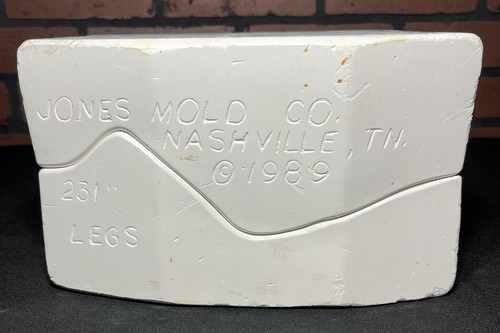 JONES MOLD CO.
NASHVILLE, TN.
©1989
231"
LEGS